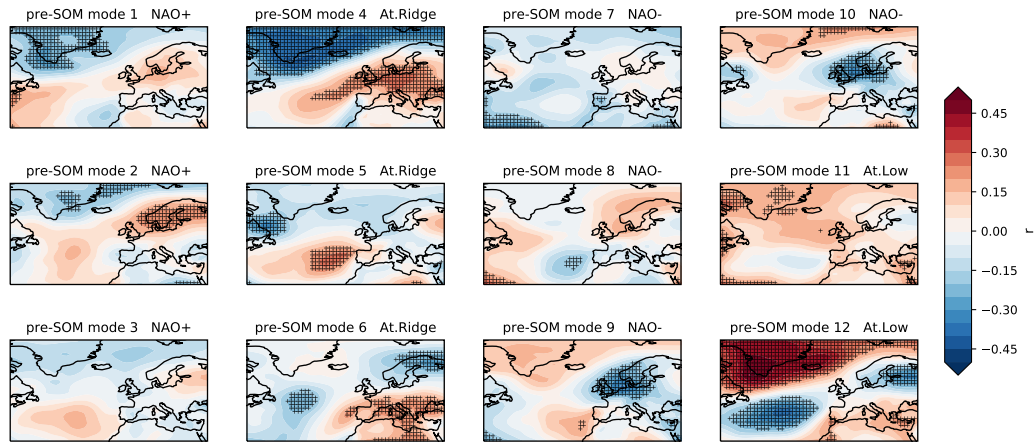 pre-SOM mode 1 NAO+
pre-SOM mode 4 At.Ridge
pre-SOM mode 7 NAO-
pre-SOM mode 10 NAO-
pre-SOM mode 2 NAO+
pre-SOM mode 5 At.Ridge
pre-SOM mode 8 NAO-
pre-SOM mode 11 At.Low
pre-SOM mode 3 NAO+
pre-SOM mode 6 At.Ridge
pre-SOM mode 9 NAO-
pre-SOM mode 12 At.Low
0.45
0.30
0.15
0.00
−0.15
−0.30
−0.45
r